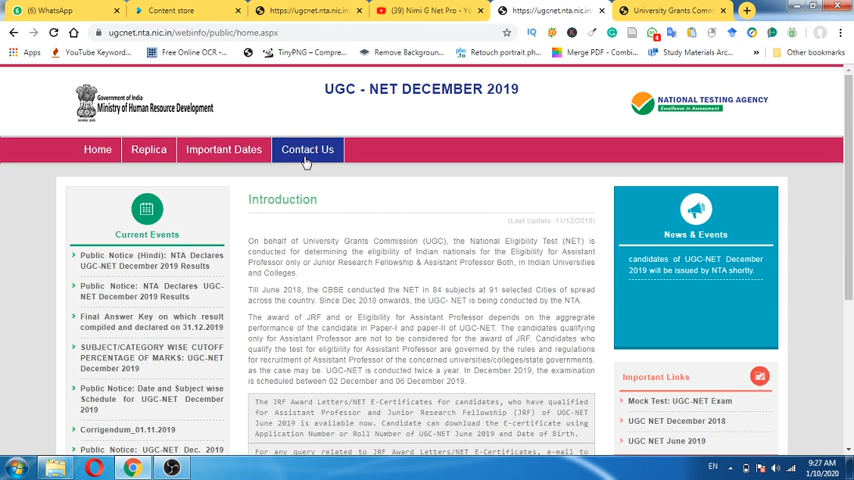 (6) WhatsApp
Content store
https://ugcnet.nta.nic.in/
(39) Nimi G Net Pro - Yo
https://ugcnet.nta.nic.in/
University Grants Comm
ugcnet.nta.nic.in/webinfo/public/home.aspx
Apps
YouTube Keyword...
Free Online OCR -...
TinyPNG – Compre...
Remove Backgroun...
Retouch portrait ph...
Merge PDF - Combi...
Study Materials Arc...
Other bookmarks
Government of India
Ministry of Human Resource Development
UGC - NET DECEMBER 2019
NATIONAL TESTING AGENCY
Excellence in Assessment
Home
Replica
Important Dates
Contact Us
Current Events
Public Notice (Hindi): NTA Declares
UGC-NET December 2019 Results
Public Notice: NTA Declares UGC-
NET December 2019 Results
Final Answer Key on which result
compiled and declared on 31.12.2019
SUBJECT/CATEGORY WISE CUTOFF
PERCENTAGE OF MARKS: UGC-NET
December 2019
Public Notice: Date and Subject wise
Schedule for UGC-NET December
2019
Corrigendum_01.11.2019
Public Notice: UGC-NET Dec. 2019
Introduction
(Last Update :11/12/2019)
On behalf of University Grants Commission (UGC), the National Eligibility Test (NET) is
conducted for determining the eligibility of Indian nationals for the Eligibility for Assistant
Professor only or Junior Research Fellowship & Assistant Professor Both, in Indian Universities
and Colleges.
Till June 2018, the CBSE conducted the NET in 84 subjects at 91 selected Cities of spread
across the country. Since Dec 2018 onwards, the UGC- NET is being conducted by the NTA.
The award of JRF and or Eligibility for Assistant Professor depends on the aggregrate
performance of the candidate in Paper-I and paper-II of UGC-NET. The candidates qualifying
only for Assistant Professor are not to be considered for the award of JRF. Candidates who
qualify the test for eligibility for Assistant Professor are governed by the rules and regulations
for recruitment of Assistant Professor of the concerned universities/colleges/state governments,
as the case may be. UGC-NET is conducted twice a year. In December 2019, the examination
is scheduled between 02 December and 06 December 2019.
The JRF Award Letters/NET E-Certificates for candidates, who have qualified
for Assistant Professor and Junior Research Fellowship (JRF) of UGC-NET
June 2019 is available now. Candidate can download the E-certificate using
Application Number or Roll Number of UGC-NET June 2019 and Date of Birth.
For any query related to JRF Award Letters/NET E-Certificates, e-mail to
News & Events
candidates of UGC-NET December
2019 will be issued by NTA shortly.
Important Links
Mock Test: UGC-NET Exam
UGC NET December 2018
UGC NET June 2019
EN
9:27 AM
1/10/2020